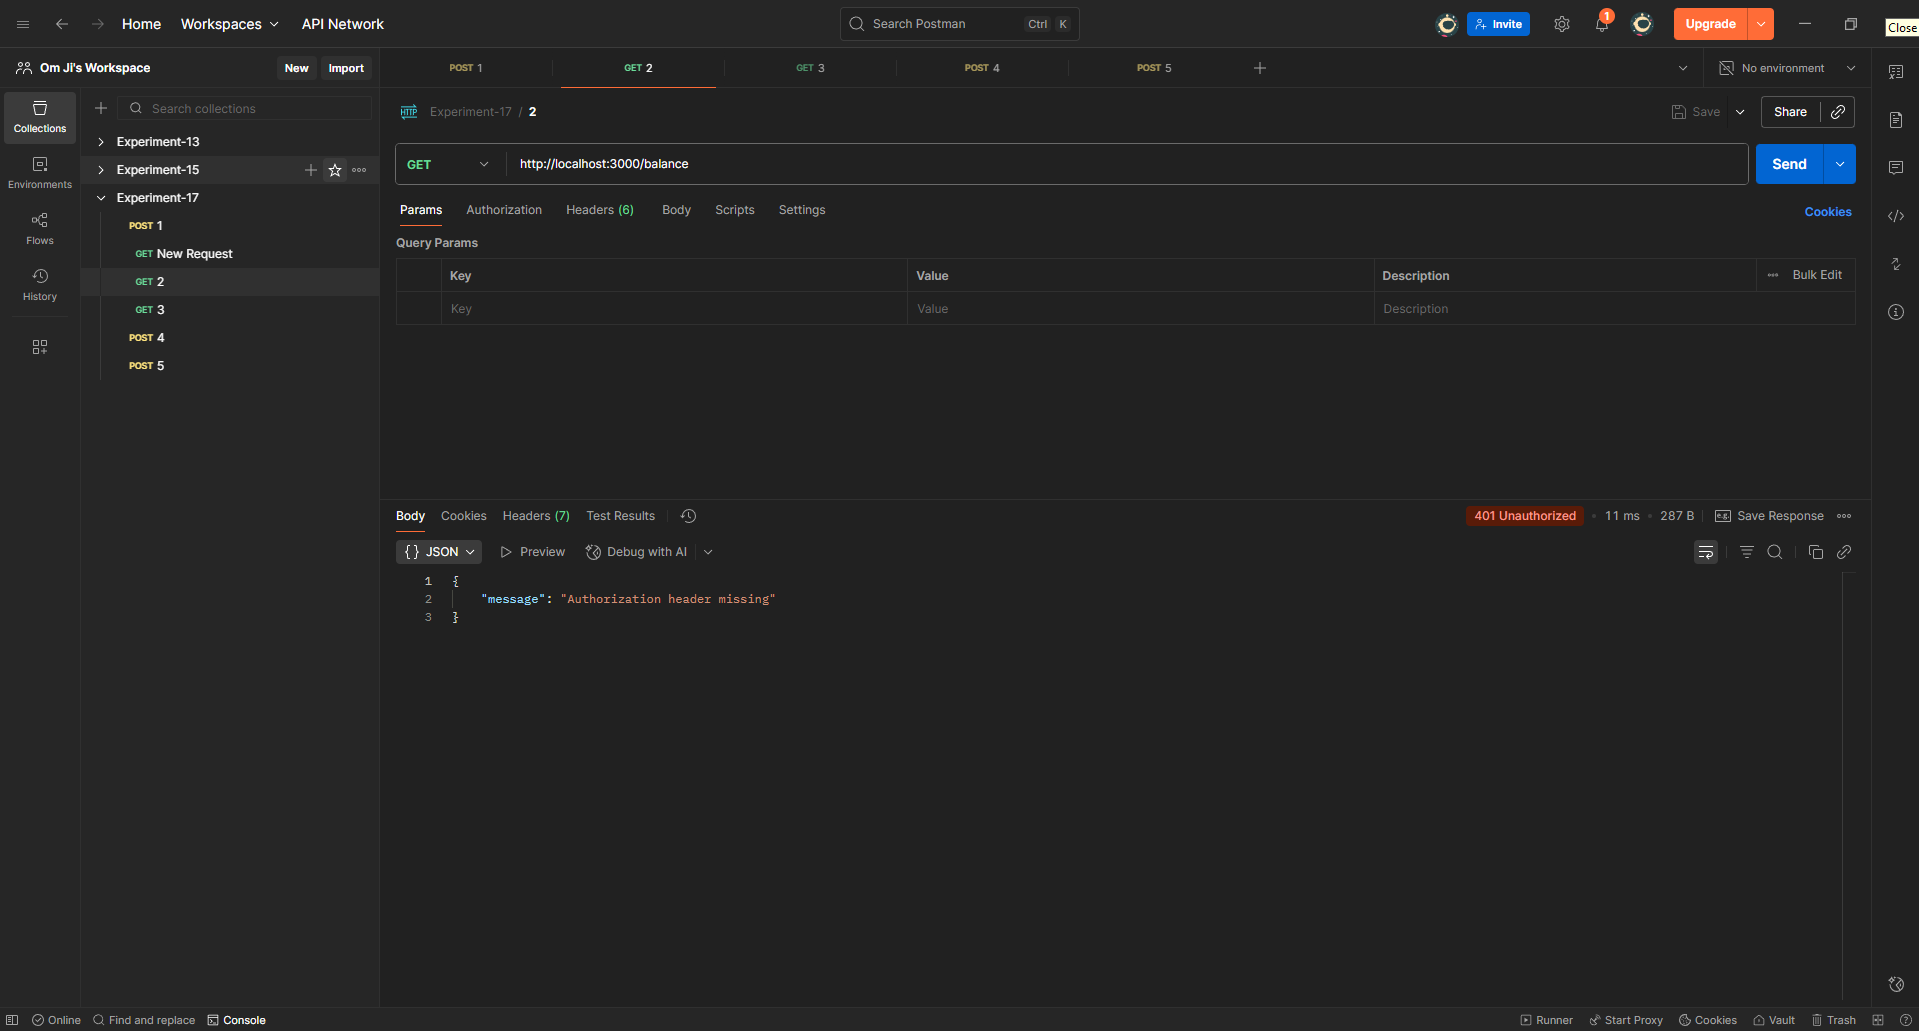 Home Workspaces API Network Search Postman Ctrl K Invite 1 Upgrade Close
Om Ji's Workspace New Import POST 1 GET 2 GET 3 POST 4 POST 5 No environment
Search collections
Collections
Environments
Flows
History
Experiment-13
Experiment-15
Experiment-17
POST 1
GET New Request
GET 2
GET 3
POST 4
POST 5
HTTP Experiment-17 / 2 Save Share
GET http://localhost:3000/balance Send
Params Authorization Headers (6) Body Scripts Settings Cookies
Query Params
Key Value Description Bulk Edit
Key Value Description
Body Cookies Headers (7) Test Results 401 Unauthorized • 11 ms • 287 B e.g. Save Response
{} JSON Preview Debug with AI
1 {
2 "message": "Authorization header missing"
3 }
Online Find and replace Console Runner Start Proxy Cookies Vault Trash